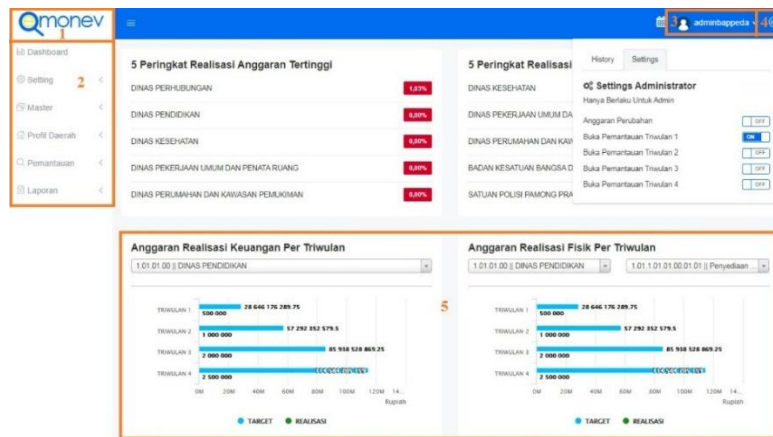 monev
1
3 adminbappeda
4
Dashboard
Setting
2
Master
Profil Daerah
Pemantauan
Laporan
5 Peringkat Realisasi Anggaran Tertinggi
DINAS PERHUBUNGAN 1,03%
DINAS PENDIDIKAN 0,00%
DINAS KESEHATAN 0,00%
DINAS PEKERJAAN UMUM DAN PENATA RUANG 0,00%
DINAS PERUMAHAN DAN KAWASAN PEMUKIMAN 0,00%
5 Peringkat Realisasi
DINAS KESEHATAN
DINAS PEKERJAAN UMUM DA
DINAS PERUMAHAN DAN KAW
BADAN KESATUAN BANGSA D
SATUAN POLISI PAMONG PRA
History Settings
Settings Administrator
Hanya Berlaku Untuk Admin
Anggaran Perubahan OFF
Buka Pemantauan Triwulan 1 ON
Buka Pemantauan Triwulan 2 OFF
Buka Pemantauan Triwulan 3 OFF
Buka Pemantauan Triwulan 4 OFF
Anggaran Realisasi Keuangan Per Triwulan
1.01.01.00 || DINAS PENDIDIKAN
TRIWULAN 1 28 646 176 289.75
500 000
TRIWULAN 2 57 292 352 579.5
1 000 000
TRIWULAN 3 85 938 528 869.25
2 000 000
TRIWULAN 4
2 500 000
0M 20M 40M 60M 80M 100M 120M 14...
Rupiah
TARGET REALISASI
5
Anggaran Realisasi Fisik Per Triwulan
1.01.01.00 || DINAS PENDIDIKAN 1.01.1.01.01.00.01.01 || Penyediaan ...
TRIWULAN 1 28 646 176 289.75
500 000
TRIWULAN 2 57 292 352 579.5
1 000 000
TRIWULAN 3 85 938 528 869.25
2 000 000
TRIWULAN 4
2 500 000
0M 20M 40M 60M 80M 100M 120M 14...
Rupiah
TARGET REALISASI